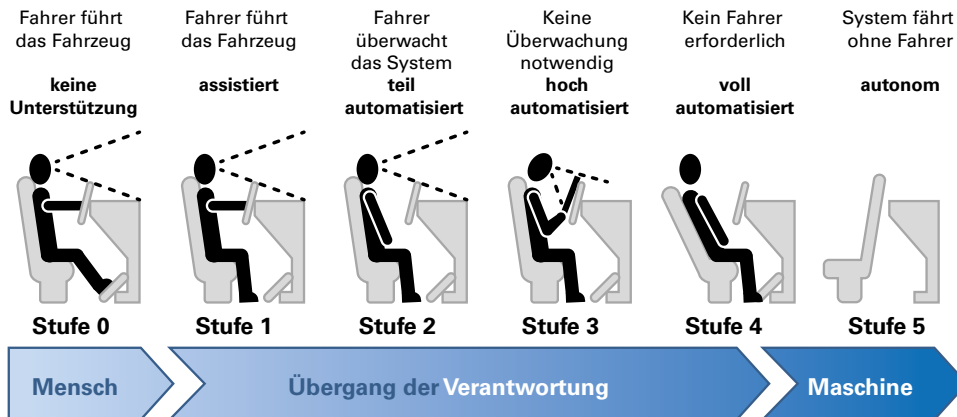 Fahrer führt
das Fahrzeug
keine
Unterstützung
Fahrer führt
das Fahrzeug
assistiert
Fahrer
überwacht
das System
teil
automatisiert
Keine
Überwachung
notwendig
hoch
automatisiert
Kein Fahrer
erforderlich
voll
automatisiert
System fährt
ohne Fahrer
autonom
Stufe 0
Stufe 1
Stufe 2
Stufe 3
Stufe 4
Stufe 5
Mensch
Übergang der Verantwortung
Maschine